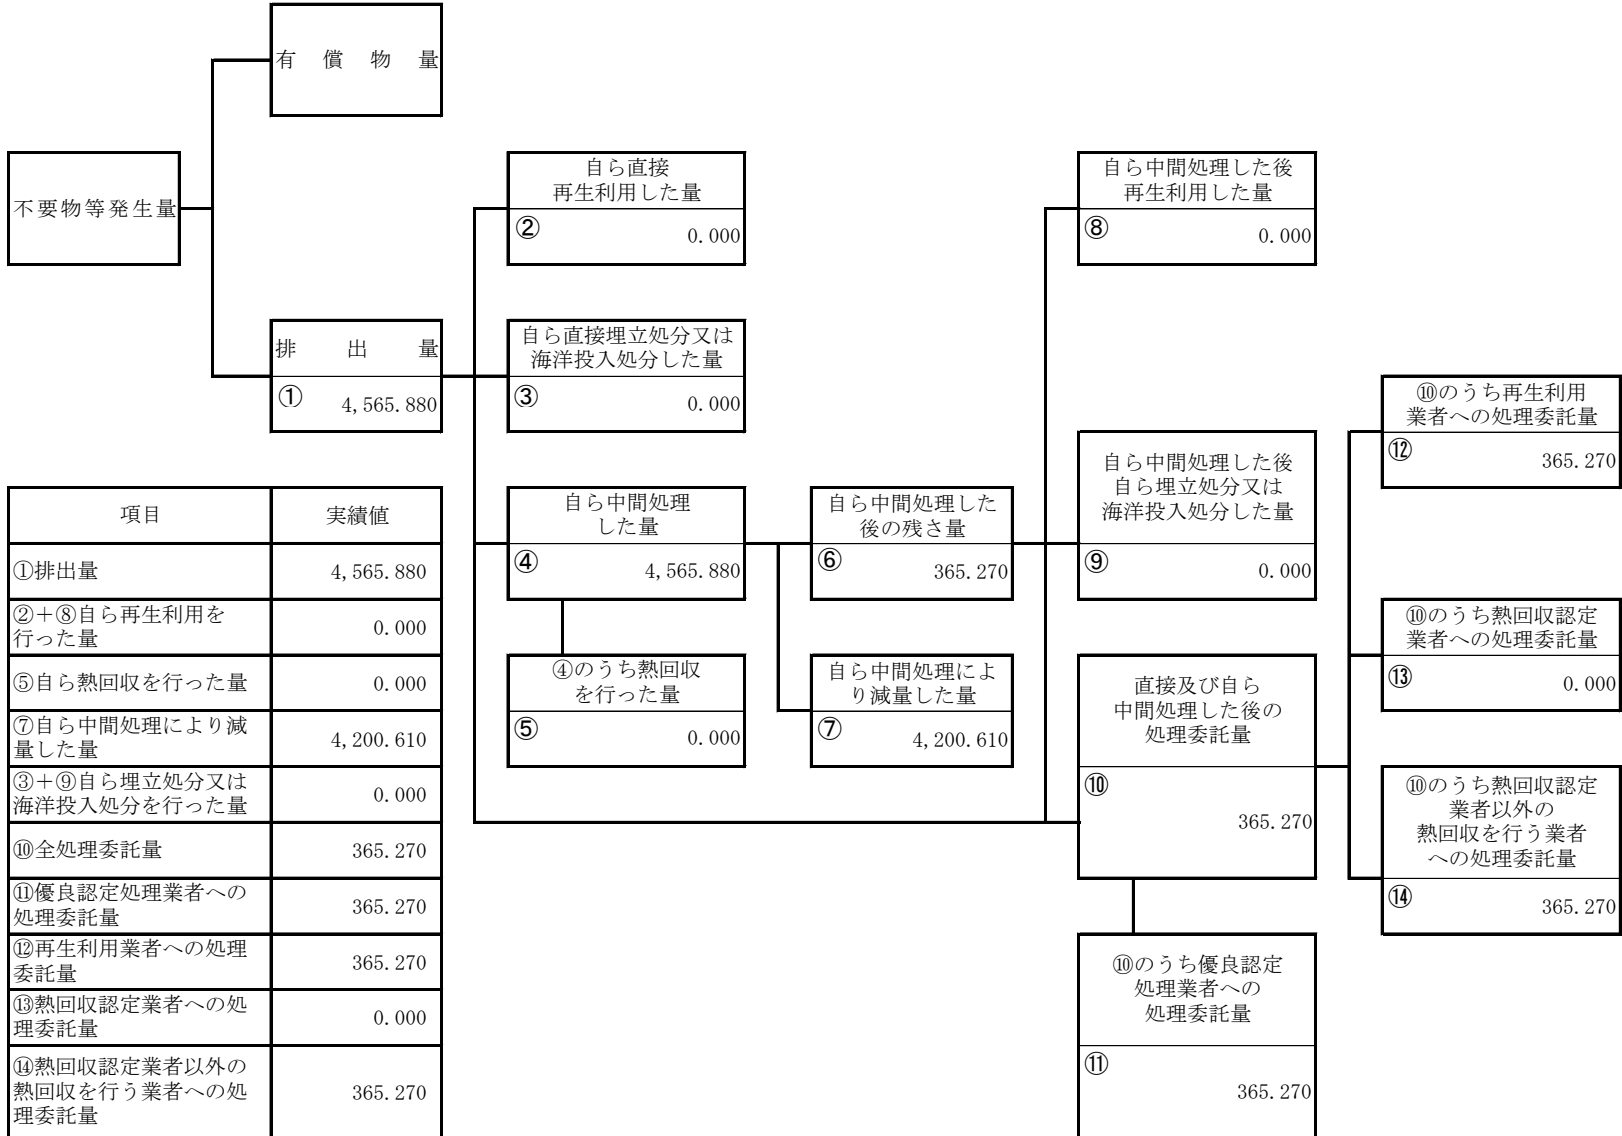 有償物量
不要物等発生量
排出量
① 4,565.880
自ら直接
再生利用した量
② 0.000
自ら直接埋立処分又は
海洋投入処分した量
③ 0.000
自ら中間処理
した量
④ 4,565.880
④のうち熱回収
を行った量
⑤ 0.000
自ら中間処理した
後の残さ量
⑥ 365.270
自ら中間処理によ
り減量した量
⑦ 4,200.610
自ら中間処理した後
再生利用した量
⑧ 0.000
自ら中間処理した後
自ら埋立処分又は
海洋投入処分した量
⑨ 0.000
直接及び自ら
中間処理した後の
処理委託量
⑩
365.270
⑩のうち優良認定
処理業者への
処理委託量
⑪
365.270
⑩のうち再生利用
業者への処理委託量
⑫ 365.270
⑩のうち熱回収認定
業者への処理委託量
⑬ 0.000
⑩のうち熱回収認定
業者以外の
熱回収を行う業者
への処理委託量
⑭ 365.270
項目 実績値
①排出量 4,565.880
②＋⑧自ら再生利用を
行った量 0.000
⑤自ら熱回収を行った量 0.000
⑦自ら中間処理により減
量した量 4,200.610
③＋⑨自ら埋立処分又は
海洋投入処分を行った量 0.000
⑩全処理委託量 365.270
⑪優良認定処理業者への
処理委託量 365.270
⑫再生利用業者への処理
委託量 365.270
⑬熱回収認定業者への処
理委託量 0.000
⑭熱回収認定業者以外の
熱回収を行う業者への処 365.270
理委託量